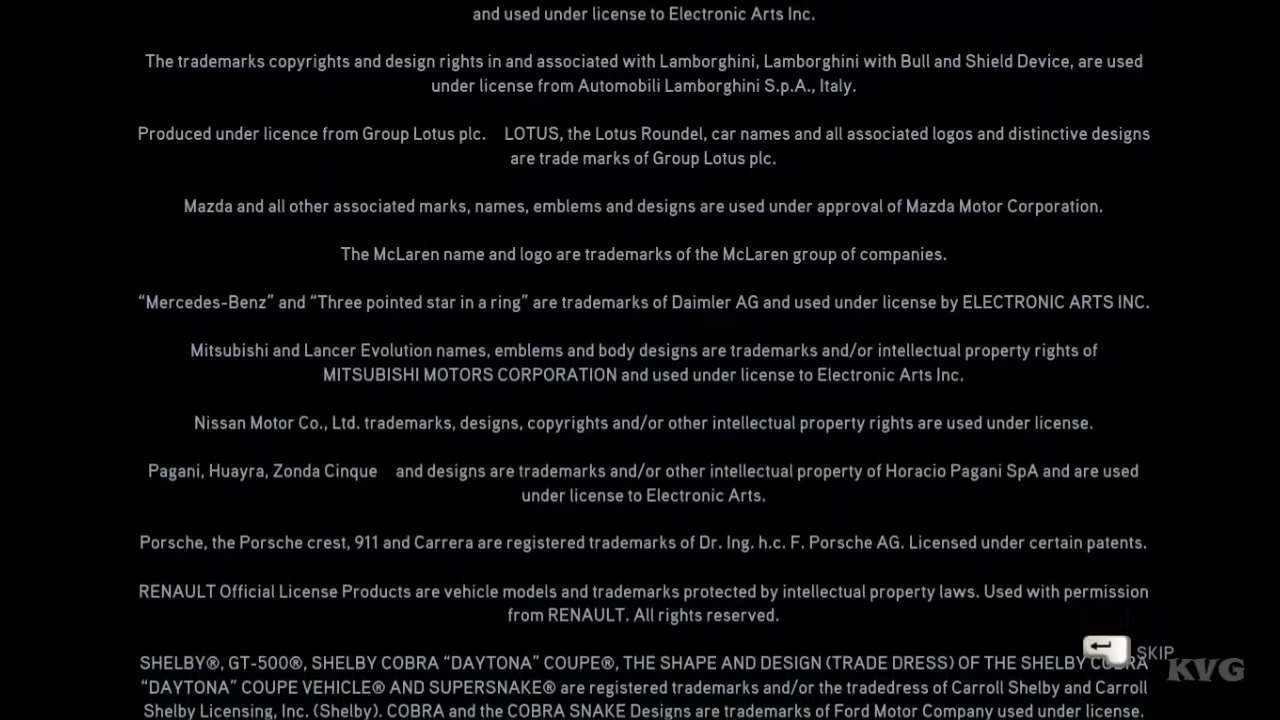 and used under license to Electronic Arts Inc.
The trademarks copyrights and design rights in and associated with Lamborghini, Lamborghini with Bull and Shield Device, are used
under license from Automobili Lamborghini S.p.A., Italy.
Produced under licence from Group Lotus plc. LOTUS, the Lotus Roundel, car names and all associated logos and distinctive designs
are trade marks of Group Lotus plc.
Mazda and all other associated marks, names, emblems and designs are used under approval of Mazda Motor Corporation.
The McLaren name and logo are trademarks of the McLaren group of companies.
“Mercedes-Benz” and “Three pointed star in a ring” are trademarks of Daimler AG and used under license by ELECTRONIC ARTS INC.
Mitsubishi and Lancer Evolution names, emblems and body designs are trademarks and/or intellectual property rights of
MITSUBISHI MOTORS CORPORATION and used under license to Electronic Arts Inc.
Nissan Motor Co., Ltd. trademarks, designs, copyrights and/or other intellectual property rights are used under license.
Pagani, Huayra, Zonda Cinque and designs are trademarks and/or other intellectual property of Horacio Pagani SpA and are used
under license to Electronic Arts.
Porsche, the Porsche crest, 911 and Carrera are registered trademarks of Dr. Ing. h.c. F. Porsche AG. Licensed under certain patents.
RENAULT Official License Products are vehicle models and trademarks protected by intellectual property laws. Used with permission
from RENAULT. All rights reserved.
SHELBY®, GT-500®, SHELBY COBRA “DAYTONA” COUPE®, THE SHAPE AND DESIGN (TRADE DRESS) OF THE SHELBY COBRA
SKIP
“DAYTONA” COUPE VEHICLE® AND SUPERSNAKE® are registered trademarks and/or the tradedress of Carroll Shelby and Carroll
KVG
Shelby Licensing, Inc. (Shelby). COBRA and the COBRA SNAKE Designs are trademarks of Ford Motor Company used under license.